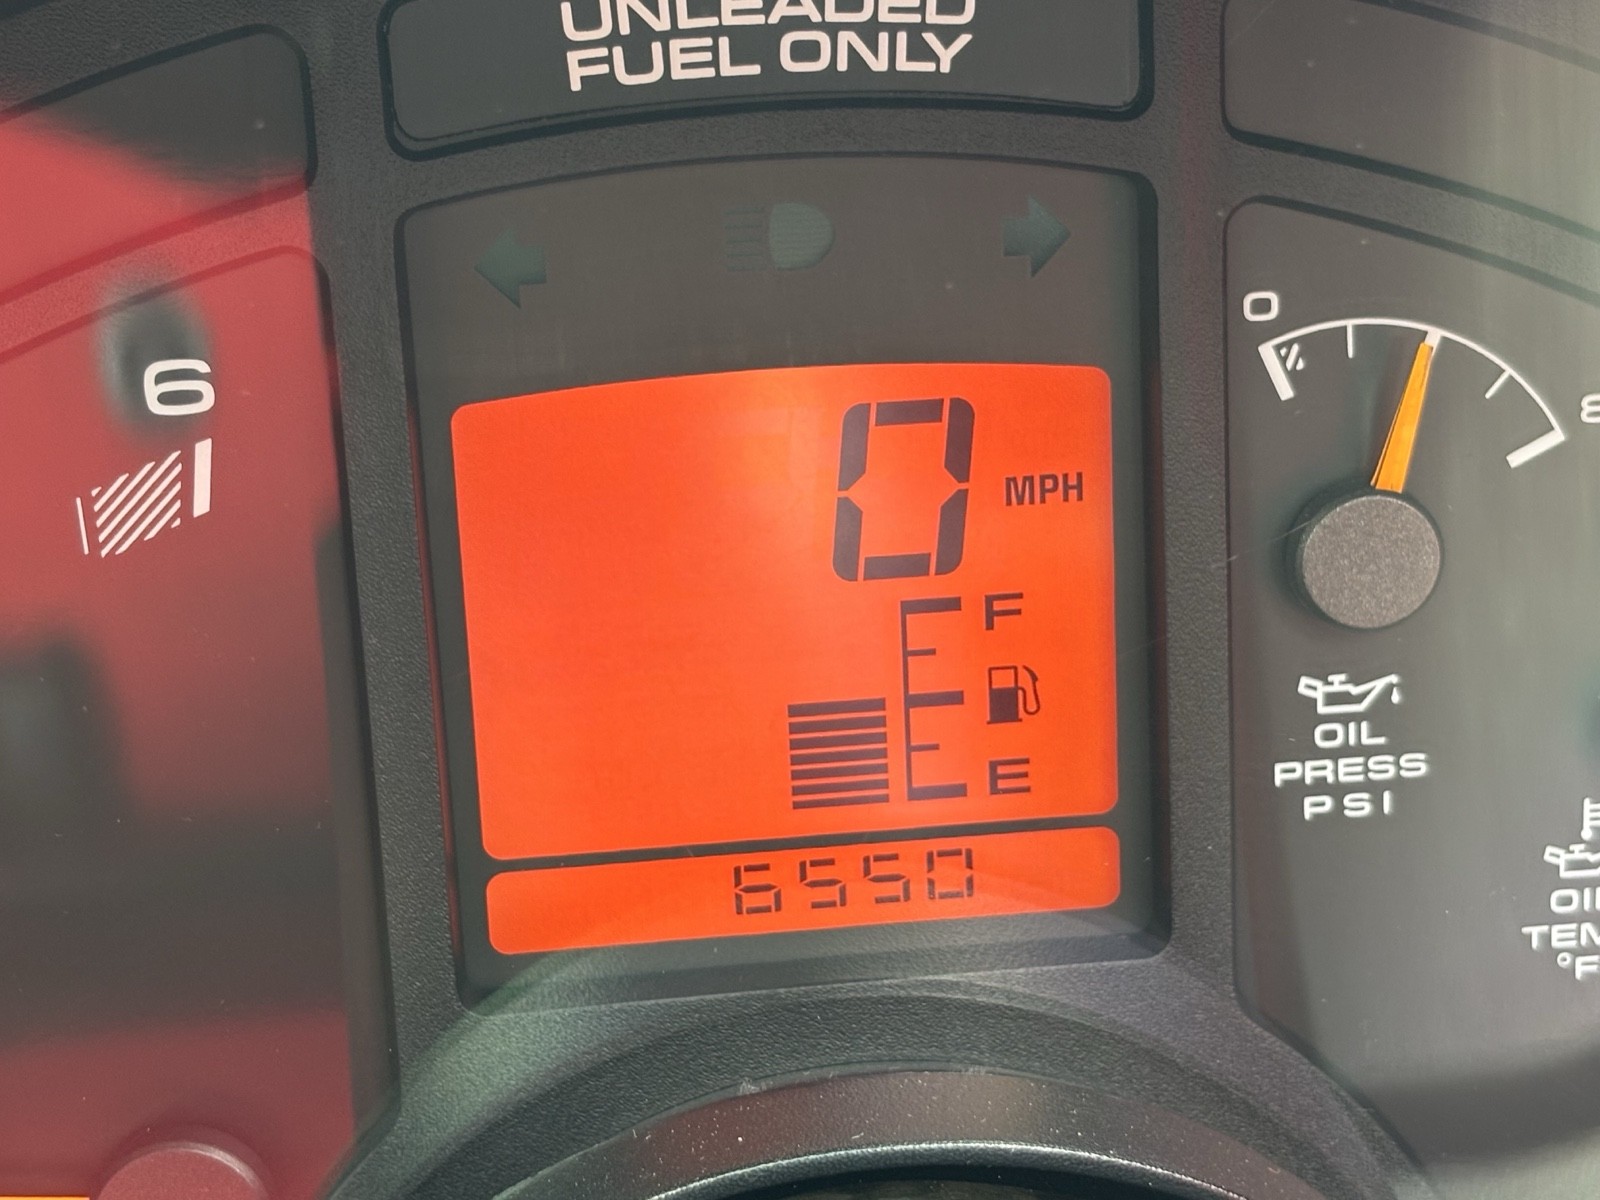 UNLEADED
FUEL ONLY
6
0
0 MPH
F
E
6550
OIL
PRESS
PSI